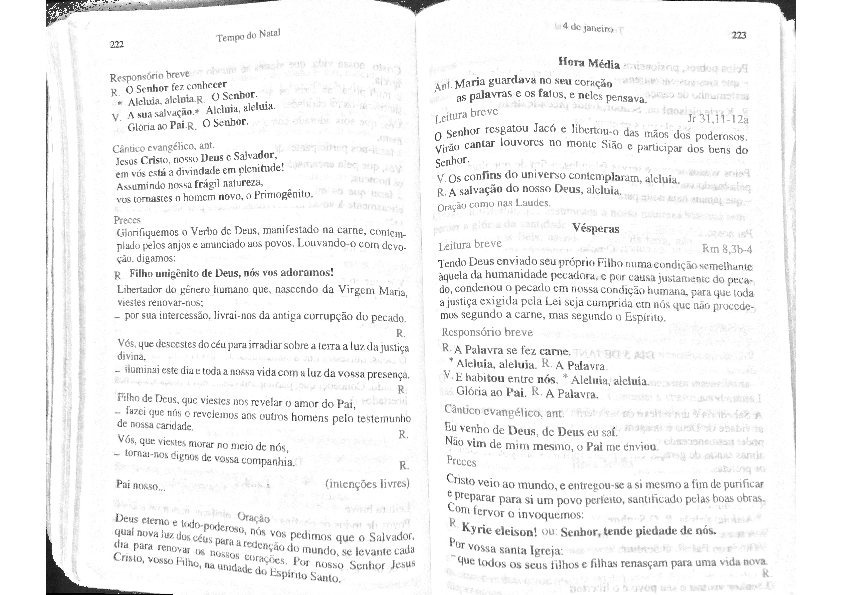 222
Tempo do Natal
Responsório breve
R. O Senhor fez conhecer
* Aleluia, aleluia. R. O Senhor.
V. A sua salvação. * Aleluia, aleluia.
Glória ao Pai. R. O Senhor.
Cântico evangélico, ant.
Jesus Cristo, nosso Deus e Salvador,
em vós está a divindade em plenitude!
Assumindo nossa frágil natureza,
vos tornastes o homem novo, o Primogênito.
Preces
Glorifiquemos o Verbo de Deus, manifestado na carne, contem-
plado pelos anjos e anunciado aos povos. Louvando-o com devo-
ção, digamos:
R. Filho unigênito de Deus, nós vos adoramos!
Libertador do gênero humano que, nascendo da Virgem Maria,
viestes renovar-nos;
– por sua intercessão, livrai-nos da antiga corrupção do pecado.
R.
Vós, que descestes do céu para irradiar sobre a terra a luz da justiça
divina,
– iluminai este dia e toda a nossa vida com a luz da vossa presença.
R.
Filho de Deus, que viestes nos revelar o amor do Pai,
– fazei que nós o revelemos aos outros homens pelo testemunho
de nossa caridade.
R.
Vós, que viestes morar no meio de nós,
– tornai-nos dignos de vossa companhia.
R.
Pai nosso...
(intenções livres)
Oração
Deus eterno e todo-poderoso, nós vos pedimos que o Salvador,
qual nova luz dos céus para a redenção do mundo, se levante cada
dia para renovar os nossos corações. Por nosso Senhor Jesus
Cristo, vosso Filho, na unidade do Espírito Santo.
4 de janeiro
223
Hora Média
Ant. Maria guardava no seu coração
as palavras e os fatos, e neles pensava.
Leitura breve
Jr 31,11-12a
O Senhor resgatou Jacó e libertou-o das mãos dos poderosos.
Virão cantar louvores no monte Sião e participar dos bens do
Senhor.
V. Os confins do universo contemplaram, aleluia.
R. A salvação do nosso Deus, aleluia.
Oração como nas Laudes.
Vésperas
Leitura breve
Rm 8,3b-4
Tendo Deus enviado seu próprio Filho numa condição semelhante
àquela da humanidade pecadora, e por causa justamente do peca-
do, condenou o pecado em nossa condição humana, para que toda
a justiça exigida pela Lei seja cumprida em nós que não procede-
mos segundo a carne, mas segundo o Espírito.
Responsório breve
R. A Palavra se fez carne.
* Aleluia, aleluia. R. A Palavra.
V. E habitou entre nós. * Aleluia, aleluia.
Glória ao Pai. R. A Palavra.
Cântico evangélico, ant.
Eu venho de Deus, de Deus eu saí.
Não vim de mim mesmo, o Pai me enviou.
Preces
Cristo veio ao mundo, e entregou-se a si mesmo a fim de purificar
e preparar para si um povo perfeito, santificado pelas boas obras.
Com fervor o invoquemos:
R. Kyrie eleison! ou: Senhor, tende piedade de nós.
Por vossa santa Igreja:
– que todos os seus filhos e filhas renasçam para uma vida nova.
R.